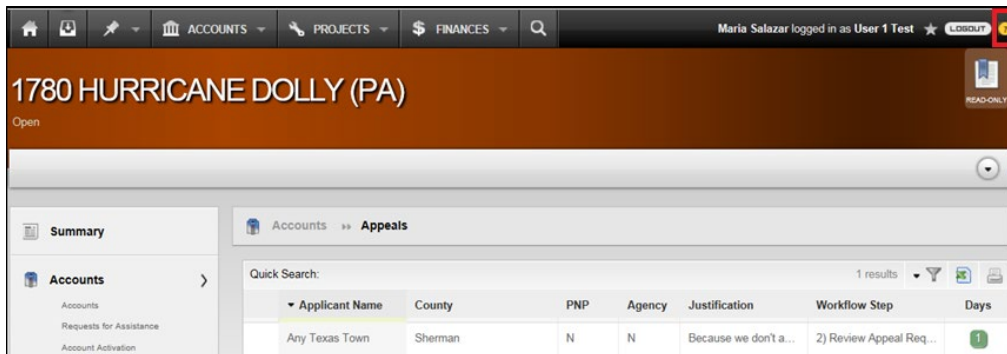 ACCOUNTS PROJECTS $ FINANCES Maria Salazar logged in as User 1 Test LOGOUT
1780 HURRICANE DOLLY (PA)
READ-ONLY
Open
Summary
Accounts
Accounts
Requests for Assistance
Account Activation
Accounts »» Appeals
Quick Search: 1 results
Applicant Name County PNP Agency Justification Workflow Step Days
Any Texas Town Sherman N N Because we don't a... 2) Review Appeal Req... 1